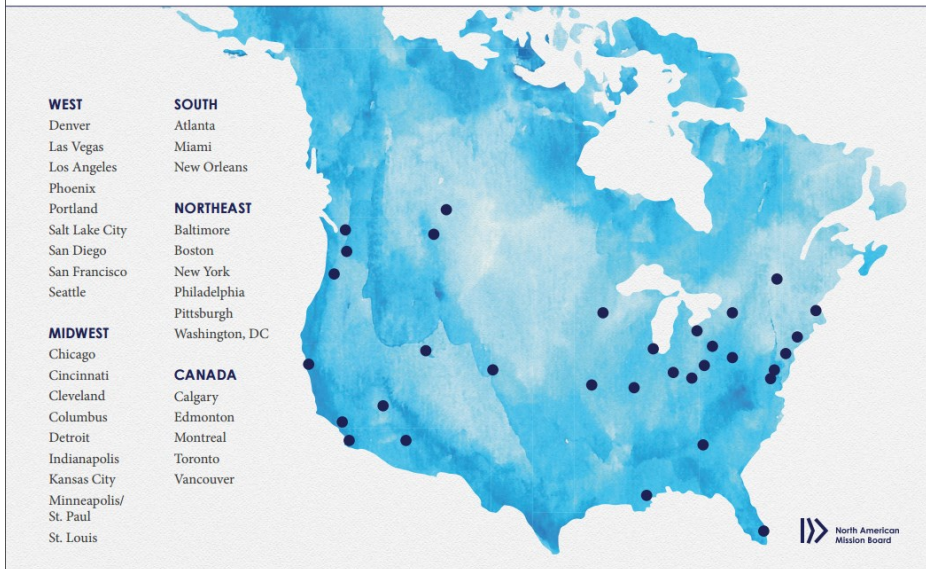 WEST
Denver
Las Vegas
Los Angeles
Phoenix
Portland
Salt Lake City
San Diego
San Francisco
Seattle
MIDWEST
Chicago
Cincinnati
Cleveland
Columbus
Detroit
Indianapolis
Kansas City
Minneapolis/
St. Paul
St. Louis
SOUTH
Atlanta
Miami
New Orleans
NORTHEAST
Baltimore
Boston
New York
Philadelphia
Pittsburgh
Washington, DC
CANADA
Calgary
Edmonton
Montreal
Toronto
Vancouver
North American
Mission Board